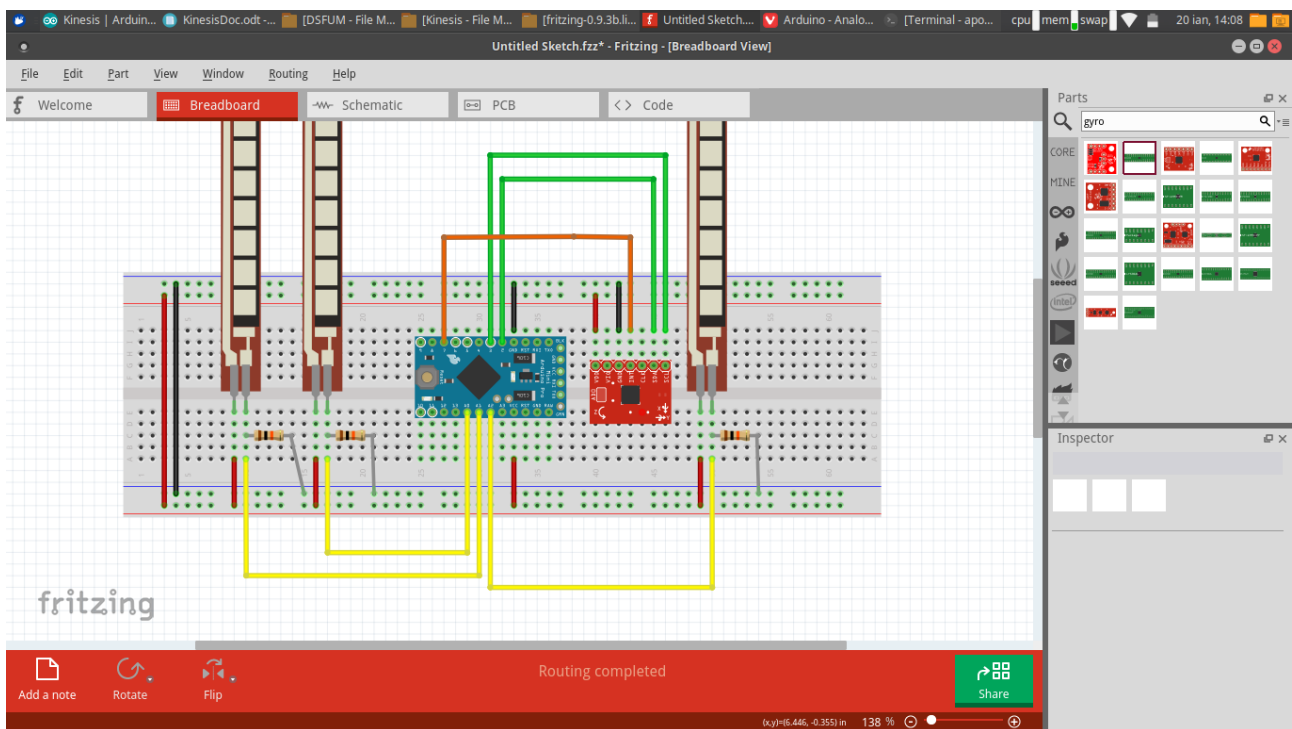 Kinesis | Arduin... KinesisDoc.odt -... [DSFUM - File M... [Kinesis - File M... [fritzing-0.9.3b.li... Untitled Sketch.... Arduino - Analo... [Terminal - apo... cpu mem swap 20 ian, 14:08
Untitled Sketch.fzz* - Fritzing - [Breadboard View]
File Edit Part View Window Routing Help
Welcome Breadboard Schematic PCB Code
Parts
gyro
CORE
MINE
seeed
intel
fritzing
Inspector
Routing completed
Add a note Rotate Flip Share
(x,y)=(6.446, -0.355) in 138 %